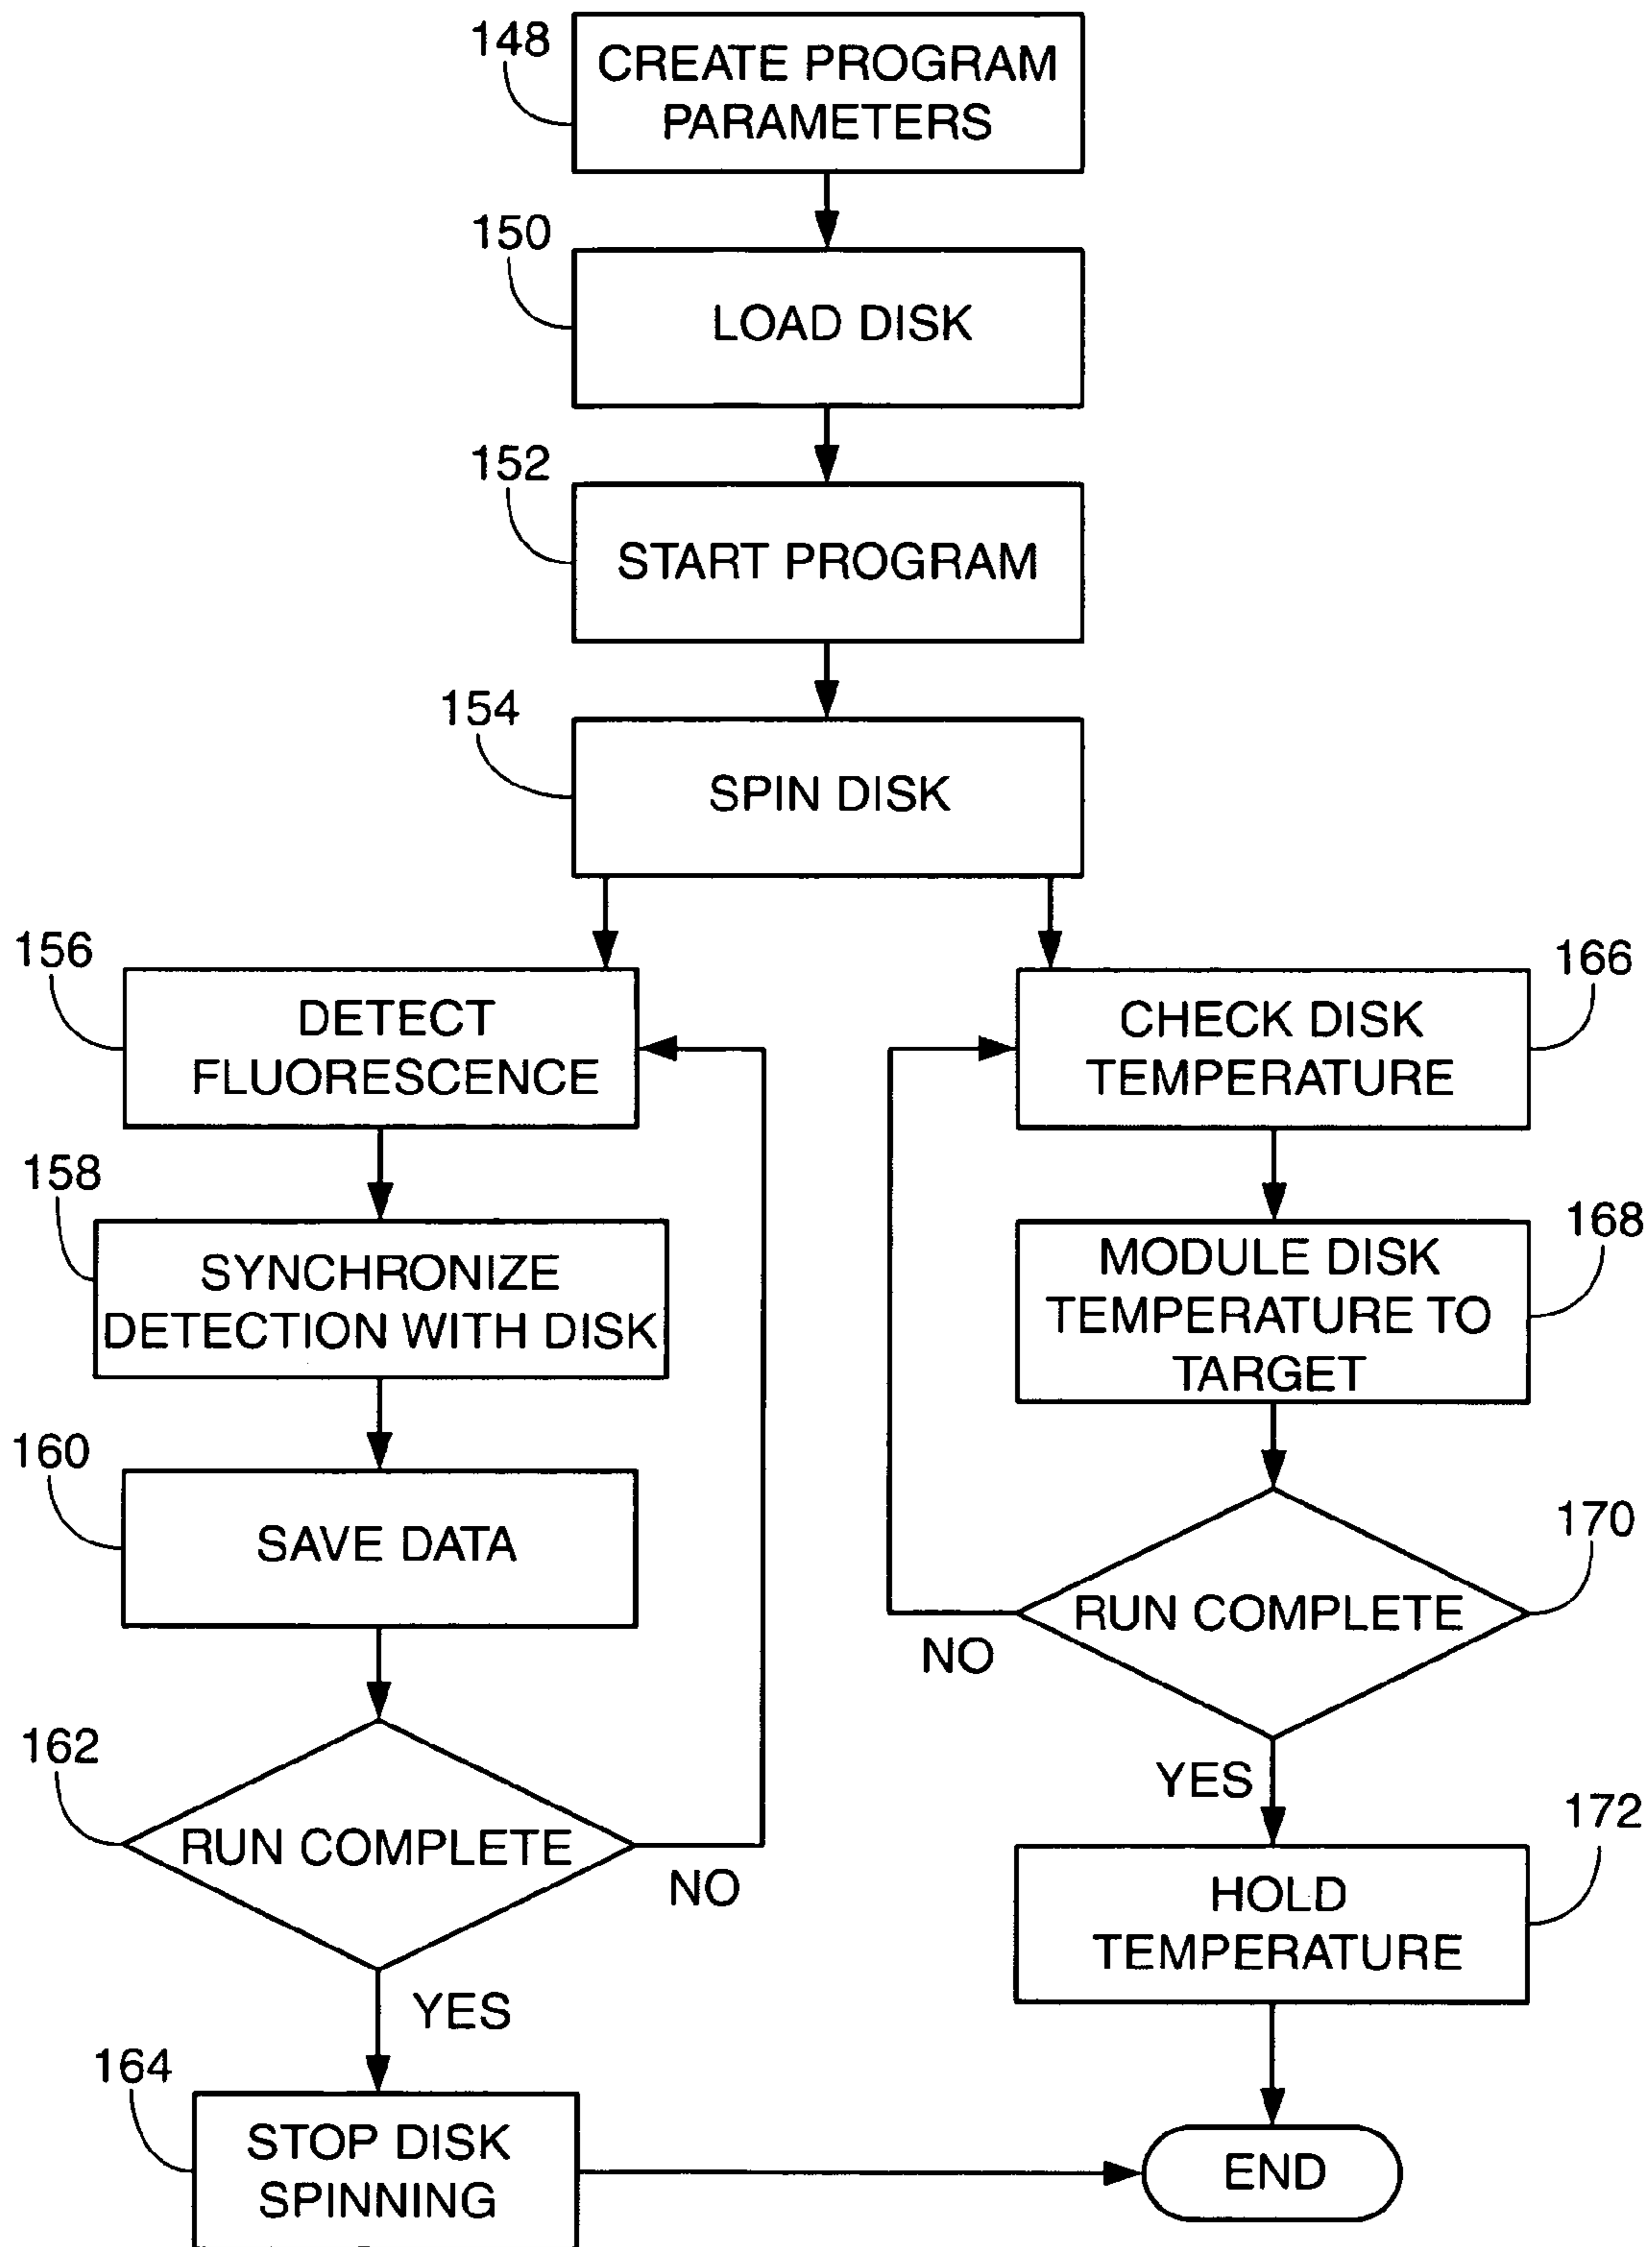 148
CREATE PROGRAM
PARAMETERS
150
LOAD DISK
152
START PROGRAM
154
SPIN DISK
156
DETECT
FLUORESCENCE
158
SYNCHRONIZE
DETECTION WITH DISK
160
SAVE DATA
162
RUN COMPLETE
NO
YES
164
STOP DISK
SPINNING
166
CHECK DISK
TEMPERATURE
168
MODULE DISK
TEMPERATURE TO
TARGET
170
RUN COMPLETE
NO
YES
172
HOLD
TEMPERATURE
END